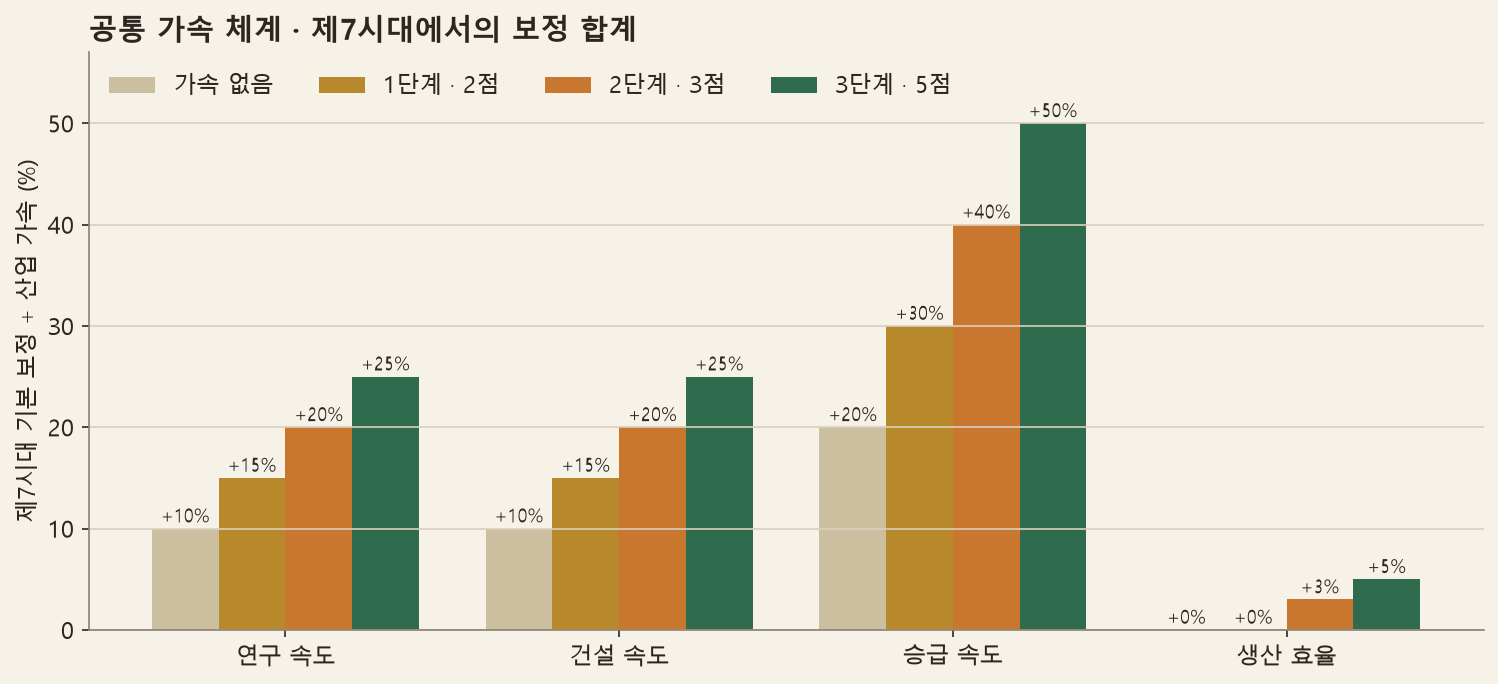 공통 가속 체계 · 제7시대에서의 보정 합계
가속 없음 1단계 · 2점 2단계 · 3점 3단계 · 5점
제7시대 기본 보정 + 산업 가속 (%)
50
40
30
20
10
0
+10% +15% +20% +25%
+10% +15% +20% +25%
+20% +30% +40% +50%
+0% +0% +3% +5%
연구 속도 건설 속도 승급 속도 생산 효율